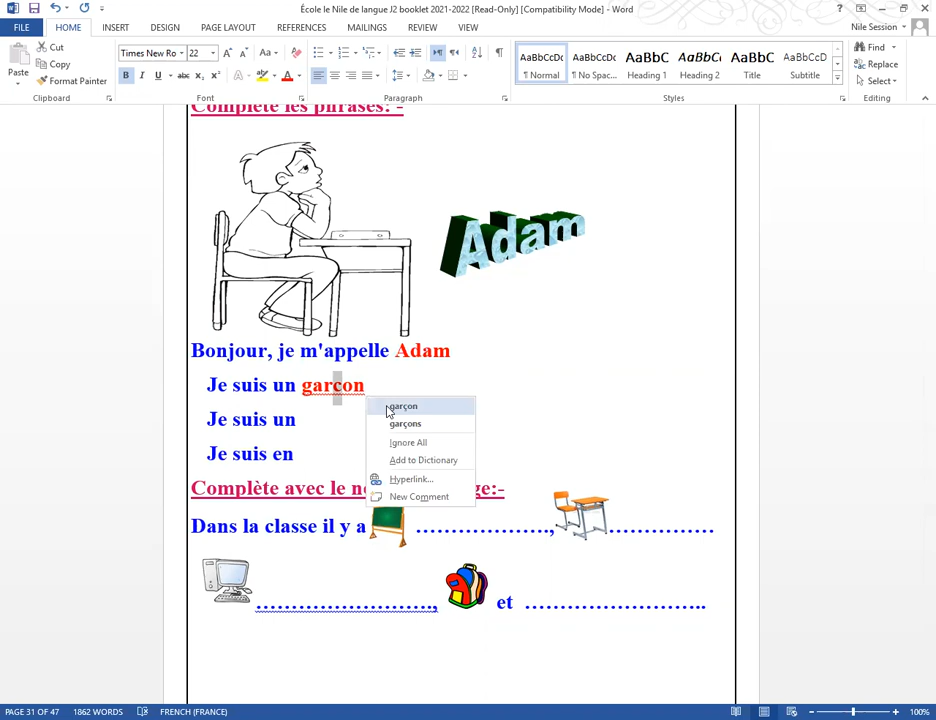 École le Nile de langue J2 booklet 2021-2022 [Read-Only] [Compatibility Mode] - Word
FILE HOME INSERT DESIGN PAGE LAYOUT REFERENCES MAILINGS REVIEW VIEW Nile Session
Paste
Cut
Copy
Format Painter
Clipboard
Times New Ro 22
Font
Paragraph
AaBbCcDc AaBbCcDc AaBbC AaBbCc AaBbC AaBbCcDc
¶ Normal ¶ No Spac... Heading 1 Heading 2 Title Subtitle
Styles
Find
Replace
Select
Editing
Complète les phrases: -
Adam
Bonjour, je m'appelle Adam
Je suis un garcon
Je suis un
Je suis en
garçon
garçons
Ignore All
Add to Dictionary
Hyperlink...
New Comment
Complète avec le ge:-
Dans la classe il y a ……………….., ……………
……………………., et ……………………..
PAGE 31 OF 47 1862 WORDS FRENCH (FRANCE) 100%